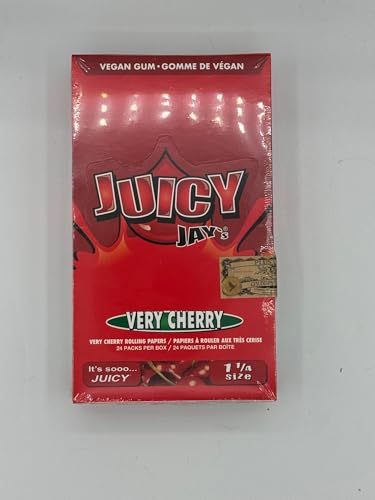 VEGAN GUM • GOMME DE VÉGAN
JUICY
JAY's®
VERY CHERRY
VERY CHERRY ROLLING PAPERS / PAPIERS À ROULER AUX TRÈS CERISE
24 PACKS PER BOX / 24 PAQUETS PAR BOÎTE
It's sooo...
JUICY
1 1/4
size